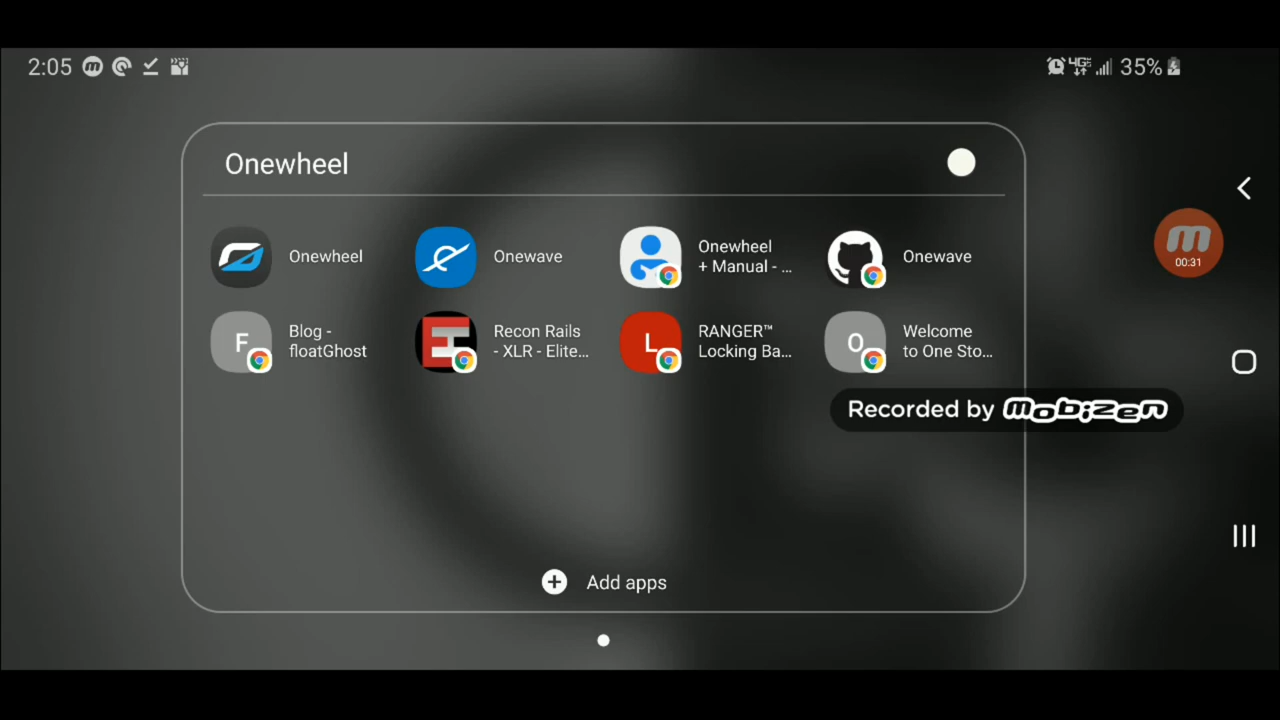 2:05
4GE
35%
Onewheel
Onewheel
Onewave
Onewheel
+ Manual - ...
Onewave
F
Blog -
floatGhost
Recon Rails
- XLR - Elite...
L
RANGER™
Locking Ba...
O
Welcome
to One Sto...
00:31
Recorded by mobizen
Add apps